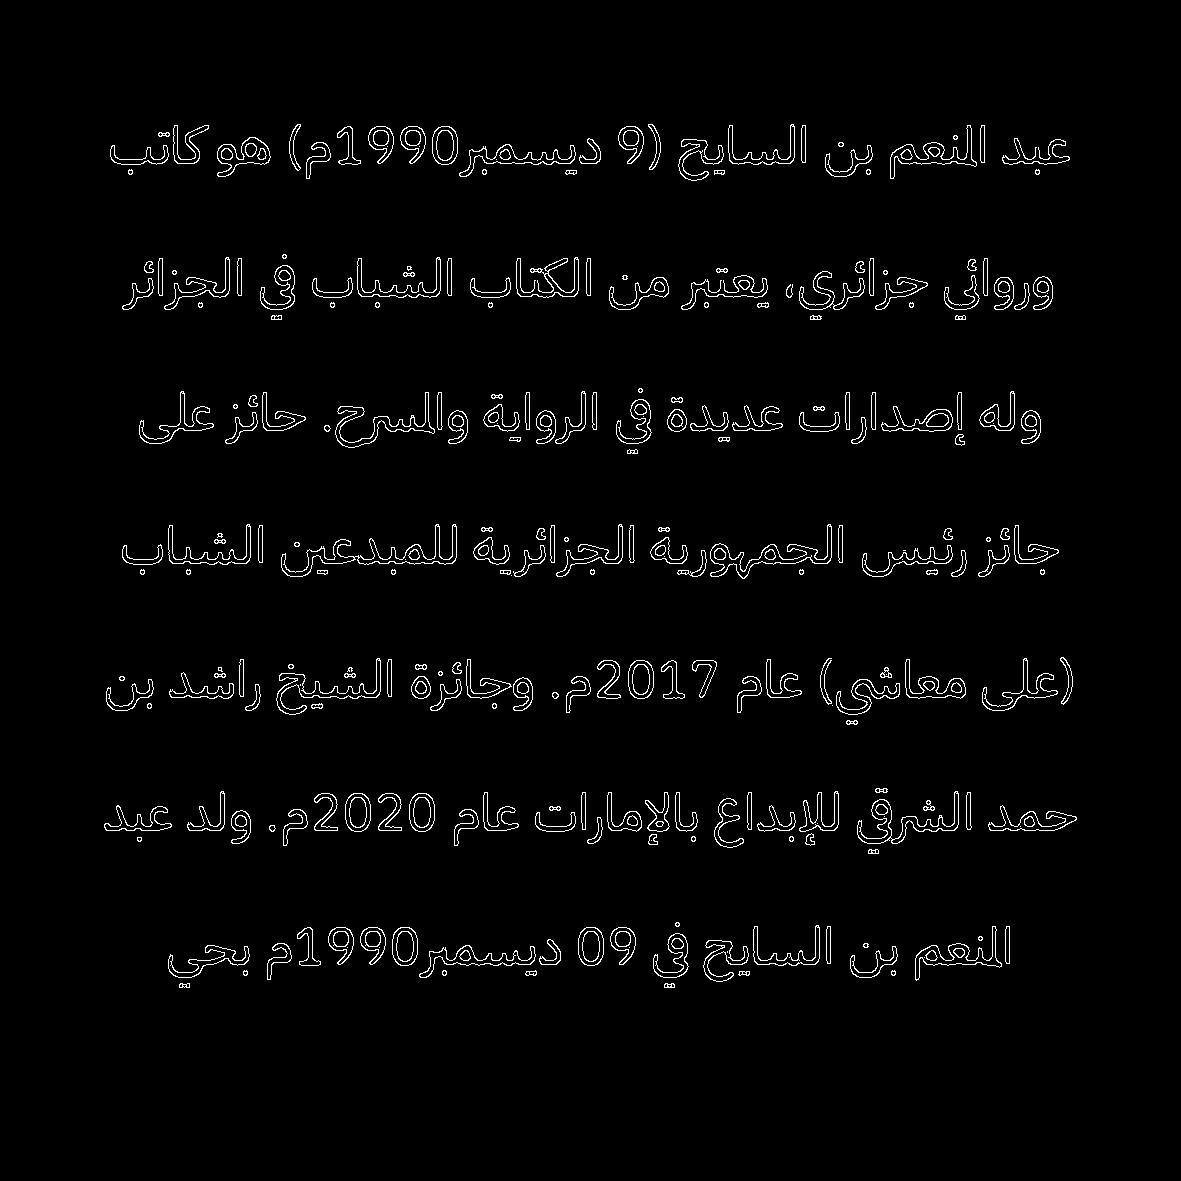 عبد المنعم بن السايح (9 ديسمبر1990م) هو كاتب
وروائي جزائري، يعتبر من الكتاب الشباب في الجزائر
وله إصدارات عديدة في الرواية والمسرح. حائز على
جائز رئيس الجمهورية الجزائرية للمبدعين الشباب
(على معاشي) عام 2017م. وجائزة الشيخ راشد بن
حمد الشرقي للإبداع بالإمارات عام 2020م. ولد عبد
المنعم بن السايح في 09 ديسمبر1990م بحي